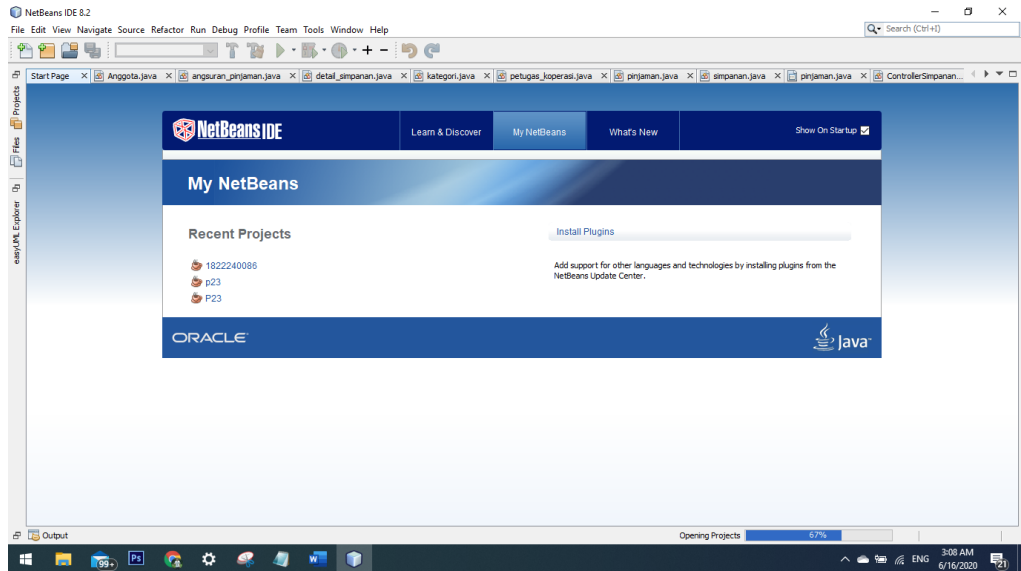 NetBeans IDE 8.2
File Edit View Navigate Source Refactor Run Debug Profile Team Tools Window Help
Search (Ctrl+I)
Start Page
Anggota.java
angsuran_pinjaman.java
detail_simpanan.java
kategori.java
petugas_koperasi.java
pinjaman.java
simpanan.java
pinjaman.java
ControllerSimpanan...
Projects
Files
easyUML Explorer
NetBeans IDE
Learn & Discover
My NetBeans
What's New
Show On Startup
My NetBeans
Recent Projects
1822240086
p23
P23
Install Plugins
Add support for other languages and technologies by installing plugins from the
NetBeans Update Center.
ORACLE
Java
Output
Opening Projects
67%
99+
Ps
ENG
3:08 AM
6/16/2020
21